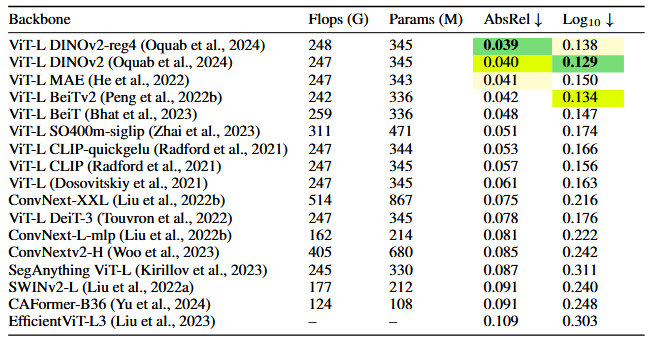 Backbone Flops (G) Params (M) AbsRel ↓ Log₁₀ ↓
ViT-L DINOv2-reg4 (Oquab et al., 2024) 248 345 0.039 0.138
ViT-L DINOv2 (Oquab et al., 2024) 247 345 0.040 0.129
ViT-L MAE (He et al., 2022) 247 343 0.041 0.150
ViT-L BeiTv2 (Peng et al., 2022b) 242 336 0.042 0.134
ViT-L BeiT (Bhat et al., 2023) 259 336 0.048 0.147
ViT-L SO400m-siglip (Zhai et al., 2023) 311 471 0.051 0.174
ViT-L CLIP-quickgelu (Radford et al., 2021) 247 344 0.053 0.166
ViT-L CLIP (Radford et al., 2021) 247 345 0.057 0.156
ViT-L (Dosovitskiy et al., 2021) 247 345 0.061 0.163
ConvNext-XXL (Liu et al., 2022b) 514 867 0.075 0.216
ViT-L DeiT-3 (Touvron et al., 2022) 247 345 0.078 0.176
ConvNext-L-mlp (Liu et al., 2022b) 162 214 0.081 0.222
ConvNextv2-H (Woo et al., 2023) 405 680 0.085 0.242
SegAnything ViT-L (Kirillov et al., 2023) 245 330 0.087 0.311
SWINv2-L (Liu et al., 2022a) 177 212 0.091 0.240
CAFormer-B36 (Yu et al., 2024) 124 108 0.091 0.248
EfficientViT-L3 (Liu et al., 2023) – – 0.109 0.303